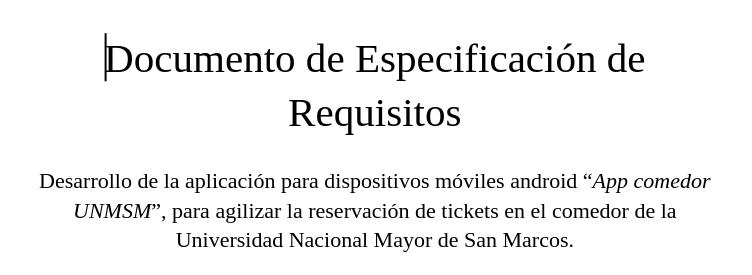 Documento de Especificación de
Requisitos
Desarrollo de la aplicación para dispositivos móviles android “App comedor
UNMSM”, para agilizar la reservación de tickets en el comedor de la
Universidad Nacional Mayor de San Marcos.